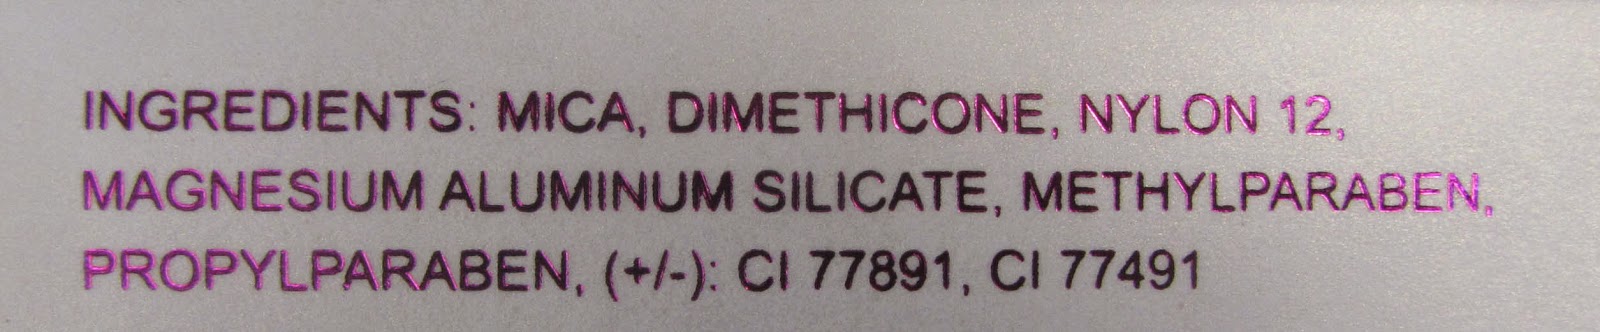 INGREDIENTS: MICA, DIMETHICONE, NYLON 12,
MAGNESIUM ALUMINUM SILICATE, METHYLPARABEN,
PROPYLPARABEN, (+/-): CI 77891, CI 77491